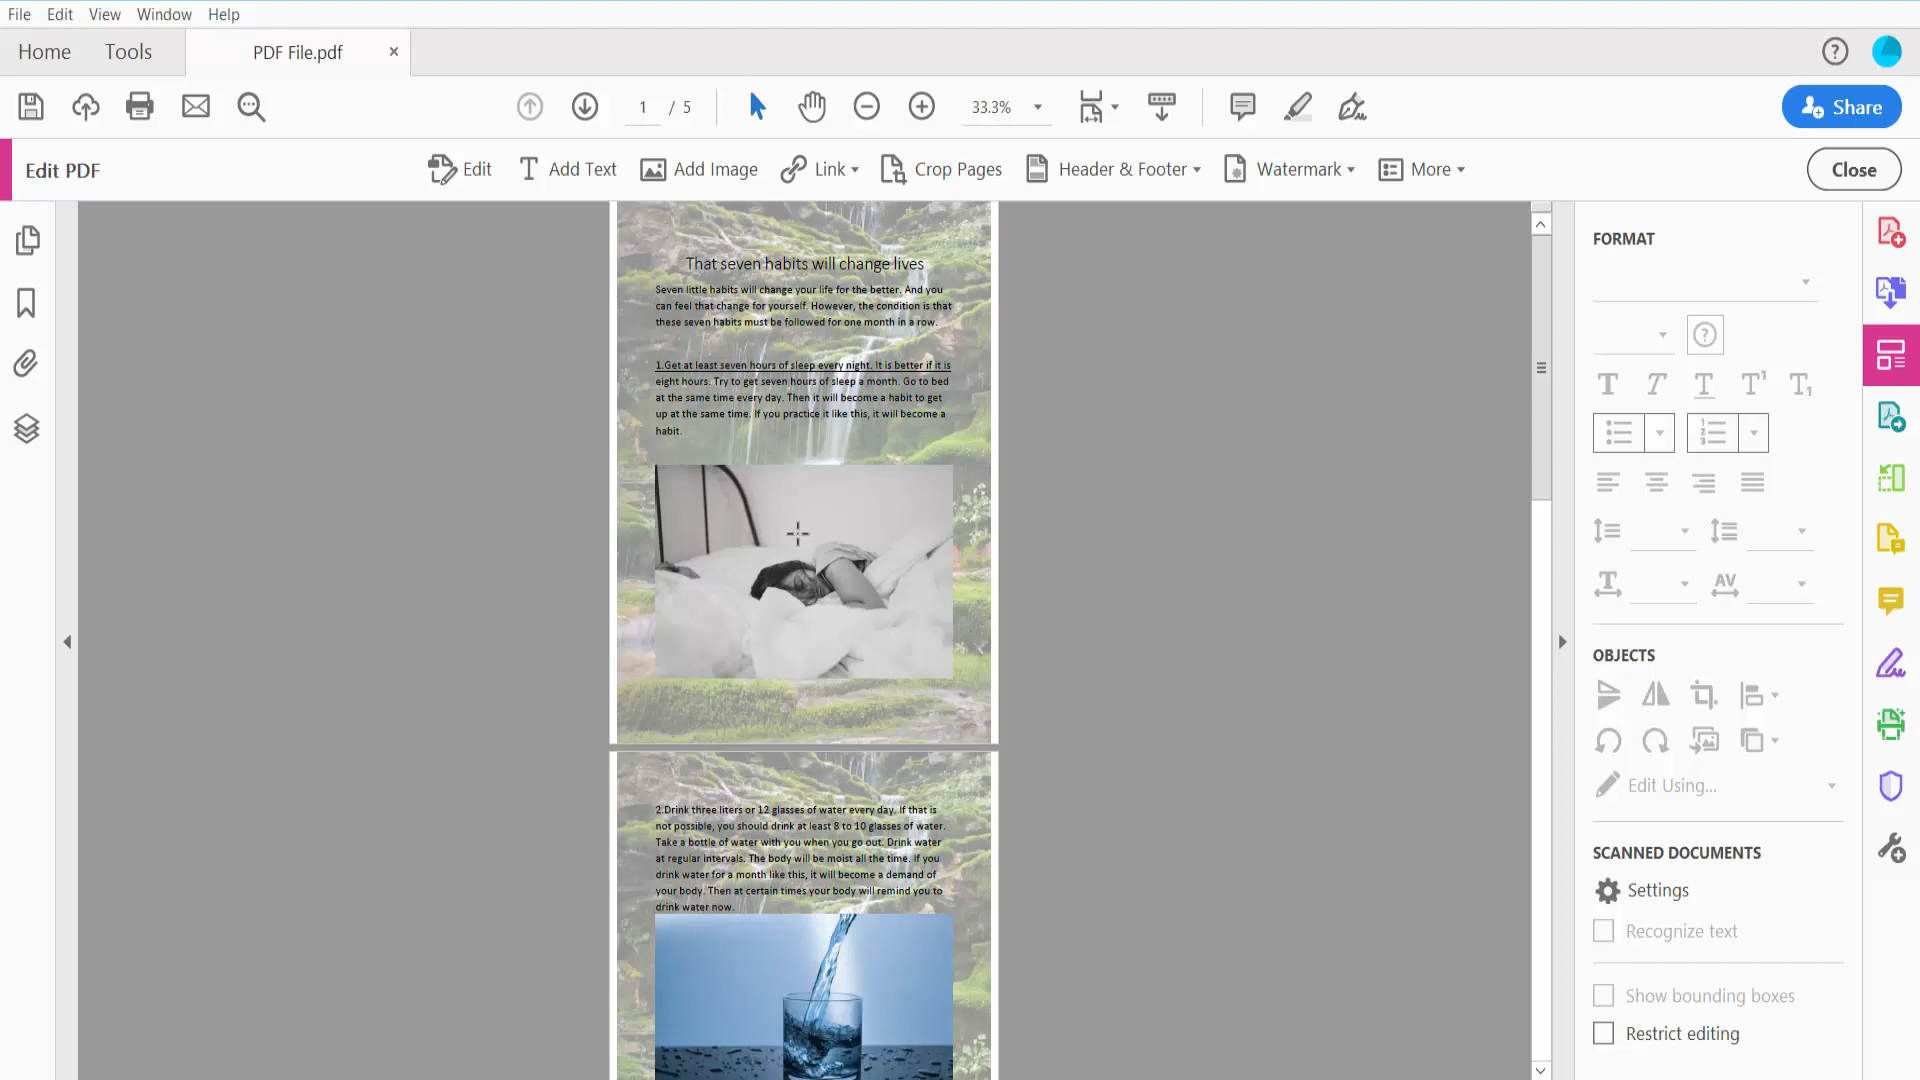 File Edit View Window Help
Home Tools PDF File.pdf ×
1 / 5 33.3% Share
Edit PDF Edit Add Text Add Image Link Crop Pages Header & Footer Watermark More Close
That seven habits will change lives
Seven little habits will change your life for the better. And you
can feel that change for yourself. However, the condition is that
these seven habits must be followed for one month in a row.
1.Get at least seven hours of sleep every night. It is better if it is
eight hours. Try to get seven hours of sleep a month. Go to bed
at the same time every day. Then it will become a habit to get
up at the same time. If you practice it like this, it will become a
habit.
2.Drink three liters or 12 glasses of water every day. If that is
not possible, you should drink at least 8 to 10 glasses of water.
Take a bottle of water with you when you go out. Drink water
at regular intervals. The body will be moist all the time. If you
drink water for a month like this, it will become a demand of
your body. Then at certain times your body will remind you to
drink water now.
FORMAT
OBJECTS
Edit Using...
SCANNED DOCUMENTS
Settings
Recognize text
Show bounding boxes
Restrict editing